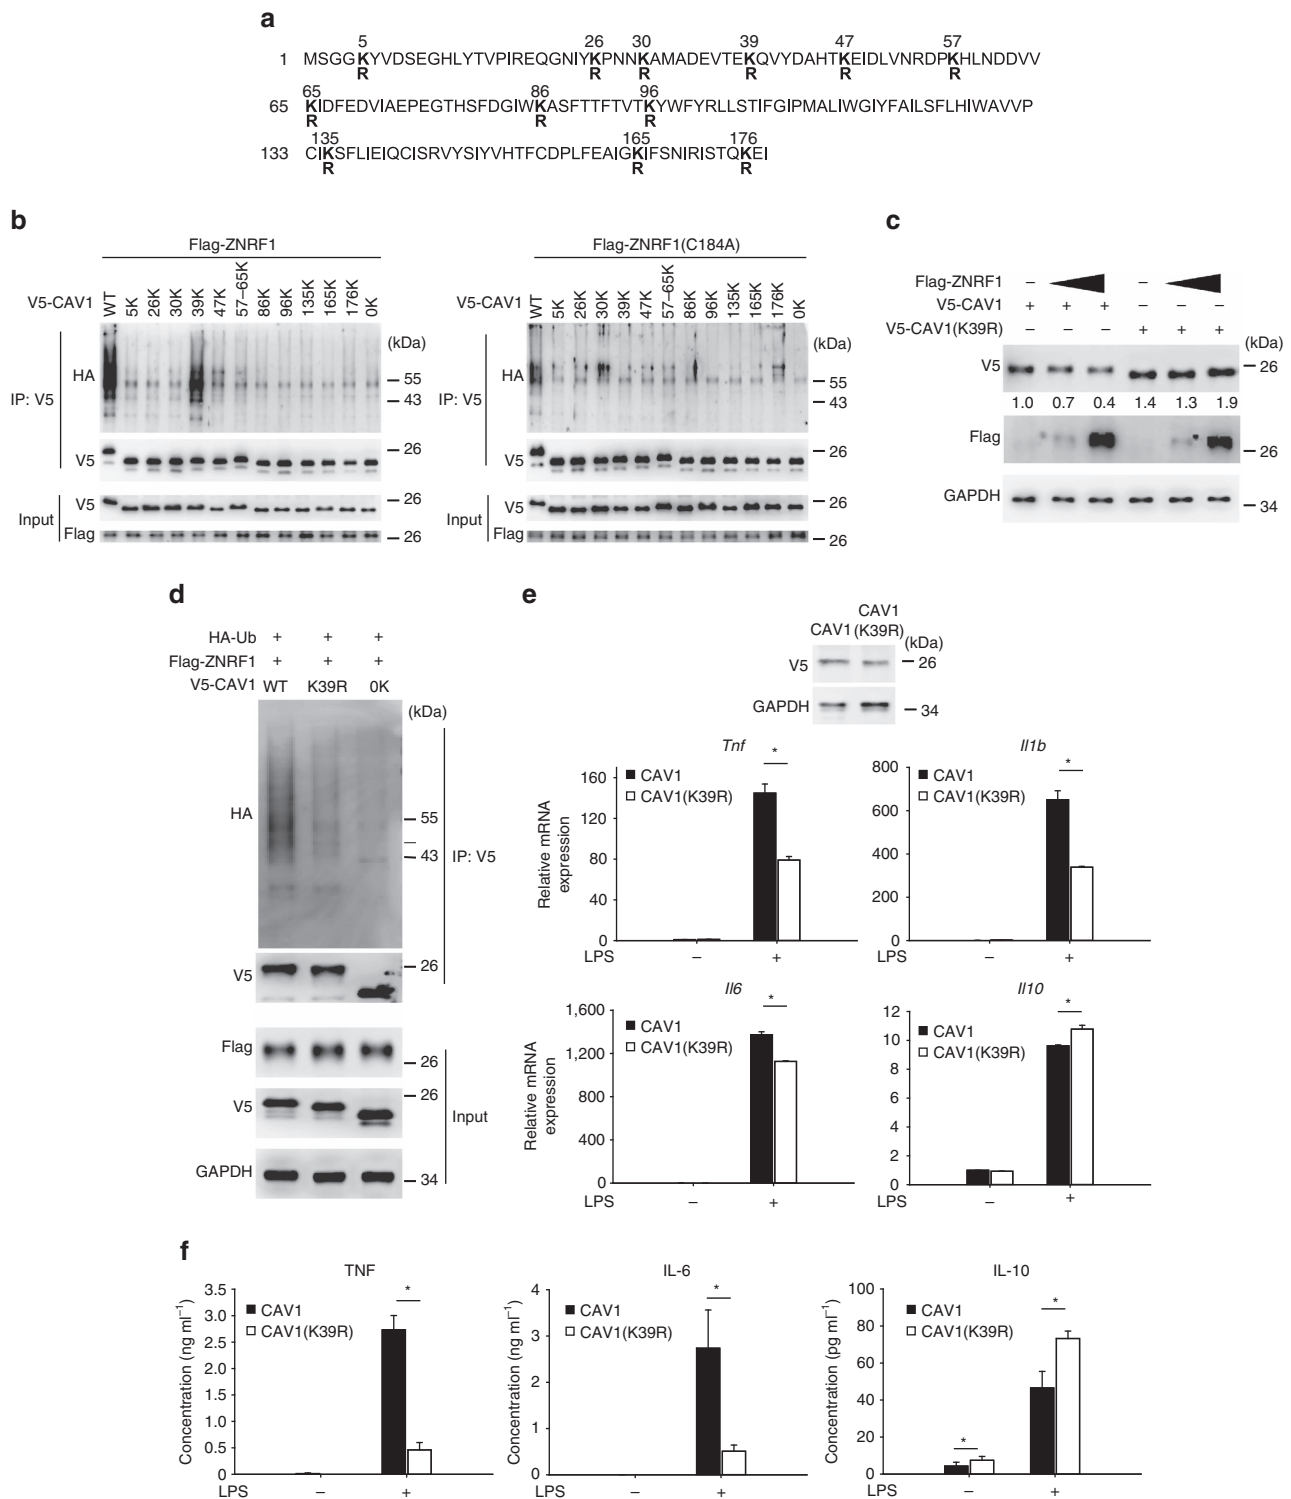 a
5 26 30 39 47 57
1 MSGGKYVDSEGHLYTVPIREQGNIYKPNNKAMADEVTEKQVYDAHTKEIDLVNRDPKHLNDDVV
R R R R R R
65 86 96
65 KIDFEDVIAEPEGTHSFDGIWKASFTTFTVTKYWFYRLLSTIFGIPMALIWGIYFAILSFLHIWAVVP
R R R
135 165 176
133 CIKSFLIEIQCISRVYSIYVHTFCDPLFEAIGKIFSNIRISTQKEI
R R R
b
Flag-ZNRF1
V5-CAV1 WT 5K 26K 30K 39K 47K 57–65K 86K 96K 135K 165K 176K 0K
(kDa)
HA
55
IP: V5
43
26
V5
V5
26
Input
Flag
26
Flag-ZNRF1(C184A)
V5-CAV1 WT 5K 26K 30K 39K 47K 57–65K 86K 96K 135K 165K 176K 0K
(kDa)
HA
55
IP: V5
43
26
V5
V5
26
Input
Flag
26
c
Flag-ZNRF1 – –
V5-CAV1 + + + – – –
V5-CAV1(K39R) – – – + + +
(kDa)
V5
26
1.0 0.7 0.4 1.4 1.3 1.9
Flag
26
GAPDH
34
d
HA-Ub + + +
Flag-ZNRF1 + + +
V5-CAV1 WT K39R 0K
(kDa)
HA
55
43
IP: V5
V5
26
Flag
26
V5
26
Input
GAPDH
34
e
CAV1 CAV1 (K39R)
(kDa)
V5
26
GAPDH
34
Tnf
*
CAV1
CAV1(K39R)
Relative mRNA expression
160
120
80
40
0
LPS – +
Il1b
*
CAV1
CAV1(K39R)
800
600
400
200
0
LPS – +
Il6
*
CAV1
CAV1(K39R)
Relative mRNA expression
1,600
1,200
800
400
0
LPS – +
Il10
*
CAV1
CAV1(K39R)
12
10
8
6
4
2
0
LPS – +
f
TNF
*
CAV1
CAV1(K39R)
Concentration (ng ml−1)
3.5
3.0
2.5
2.0
1.5
1.0
0.5
0
LPS – +
IL-6
*
CAV1
CAV1(K39R)
Concentration (ng ml−1)
4
3
2
1
0
– +
IL-10
* *
CAV1
CAV1(K39R)
Concentration (pg ml−1)
100
80
60
40
20
0
LPS – +